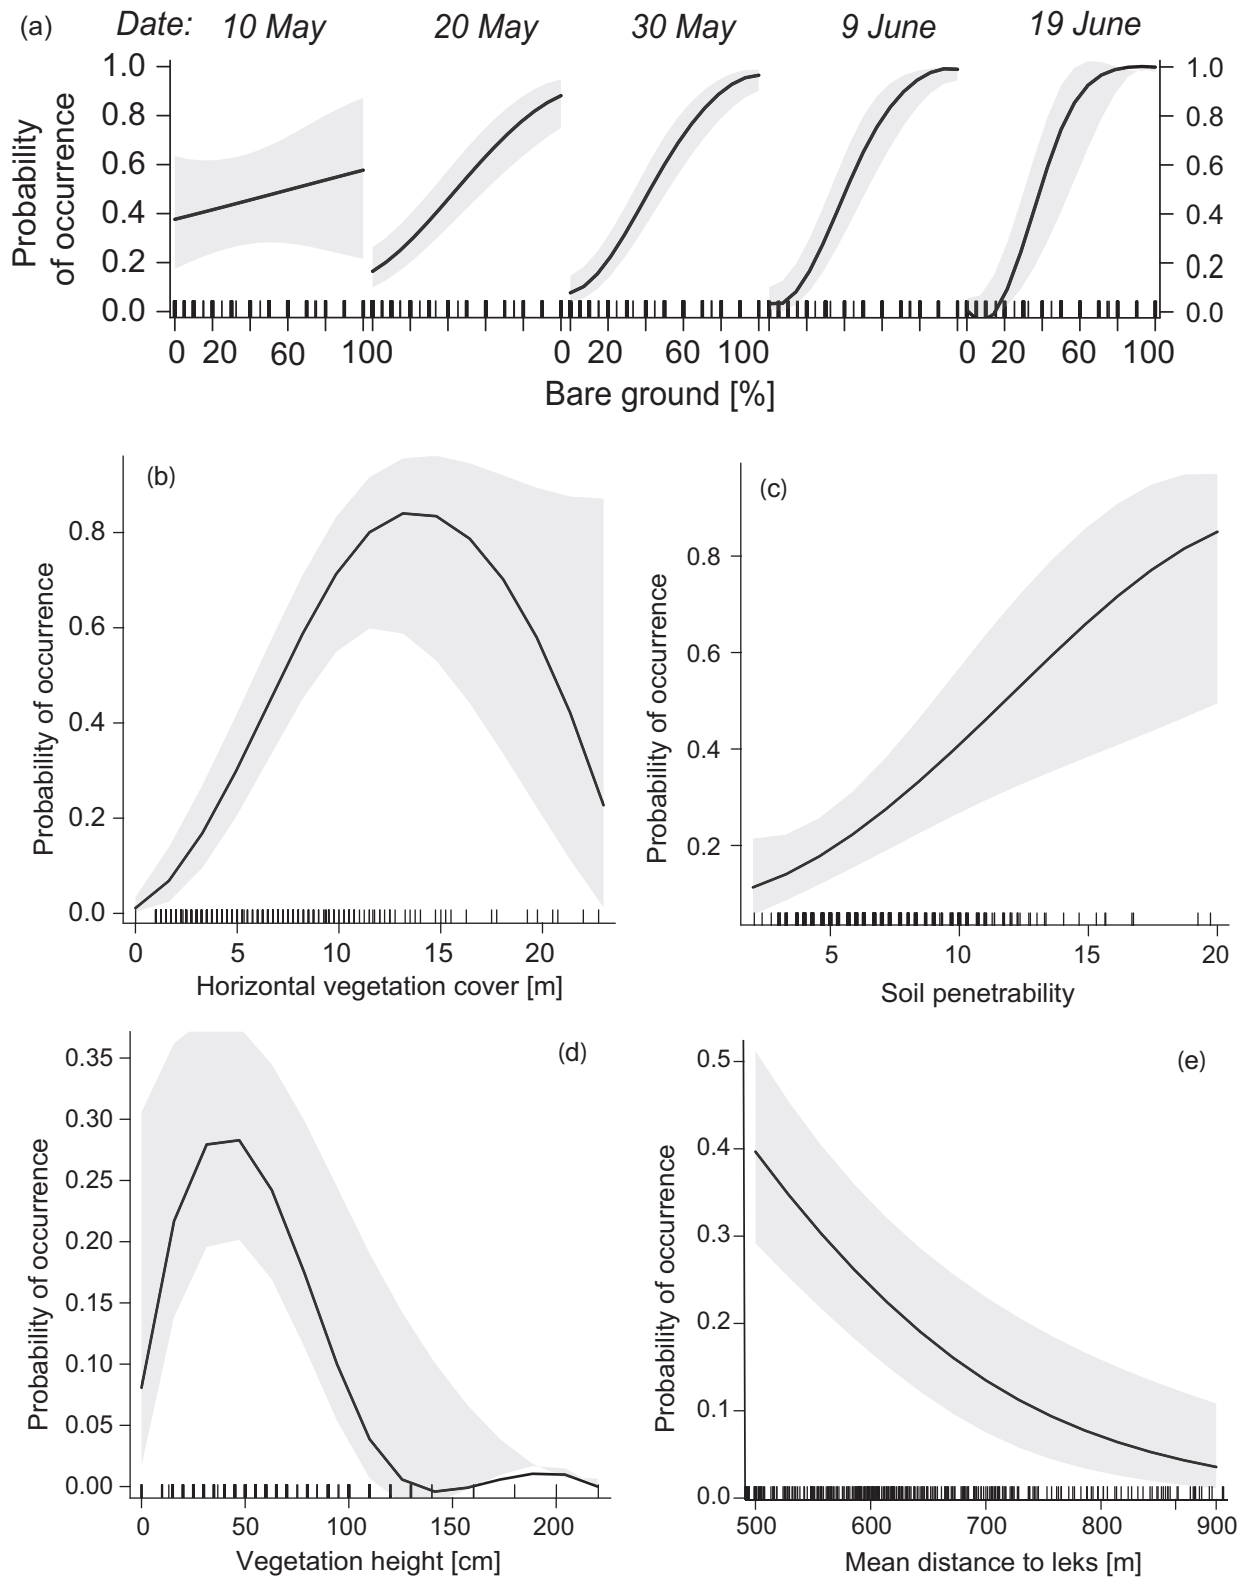 (a) Date: 10 May 20 May 30 May 9 June 19 June
Probability
of occurrence
1.0 1.0
0.8 0.8
0.6 0.6
0.4 0.4
0.2 0.2
0.0 0.0
0 20 60 100 0 20 60 100 0 20 60 100
Bare ground [%]
(b)
Probability of occurrence
0.8
0.6
0.4
0.2
0.0
0 5 10 15 20
Horizontal vegetation cover [m]
(c)
Probability of occurrence
0.8
0.6
0.4
0.2
5 10 15 20
Soil penetrability
(d)
Probability of occurrence
0.35
0.30
0.25
0.20
0.15
0.10
0.05
0.00
0 50 100 150 200
Vegetation height [cm]
(e)
Probability of occurrence
0.5
0.4
0.3
0.2
0.1
0.0
500 600 700 800 900
Mean distance to leks [m]